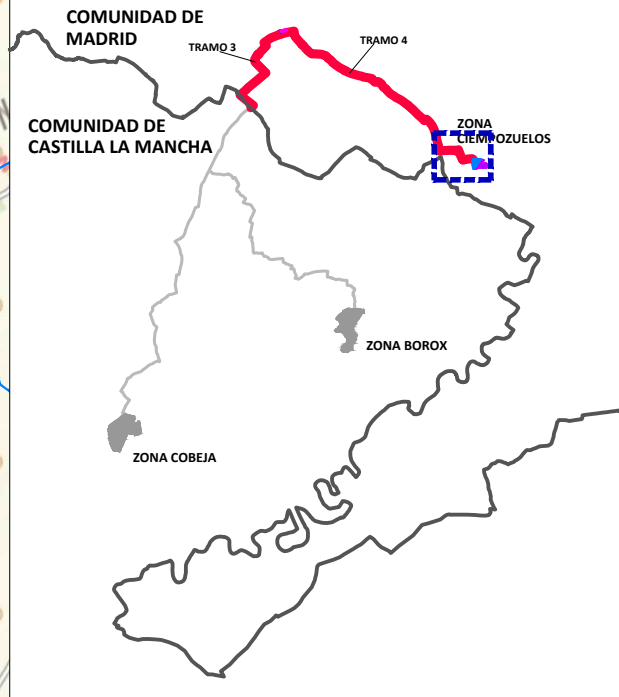 COMUNIDAD DE
MADRID
TRAMO 3
TRAMO 4
ZONA
CIEMPOZUELOS
COMUNIDAD DE
CASTILLA LA MANCHA
ZONA BOROX
ZONA COBEJA